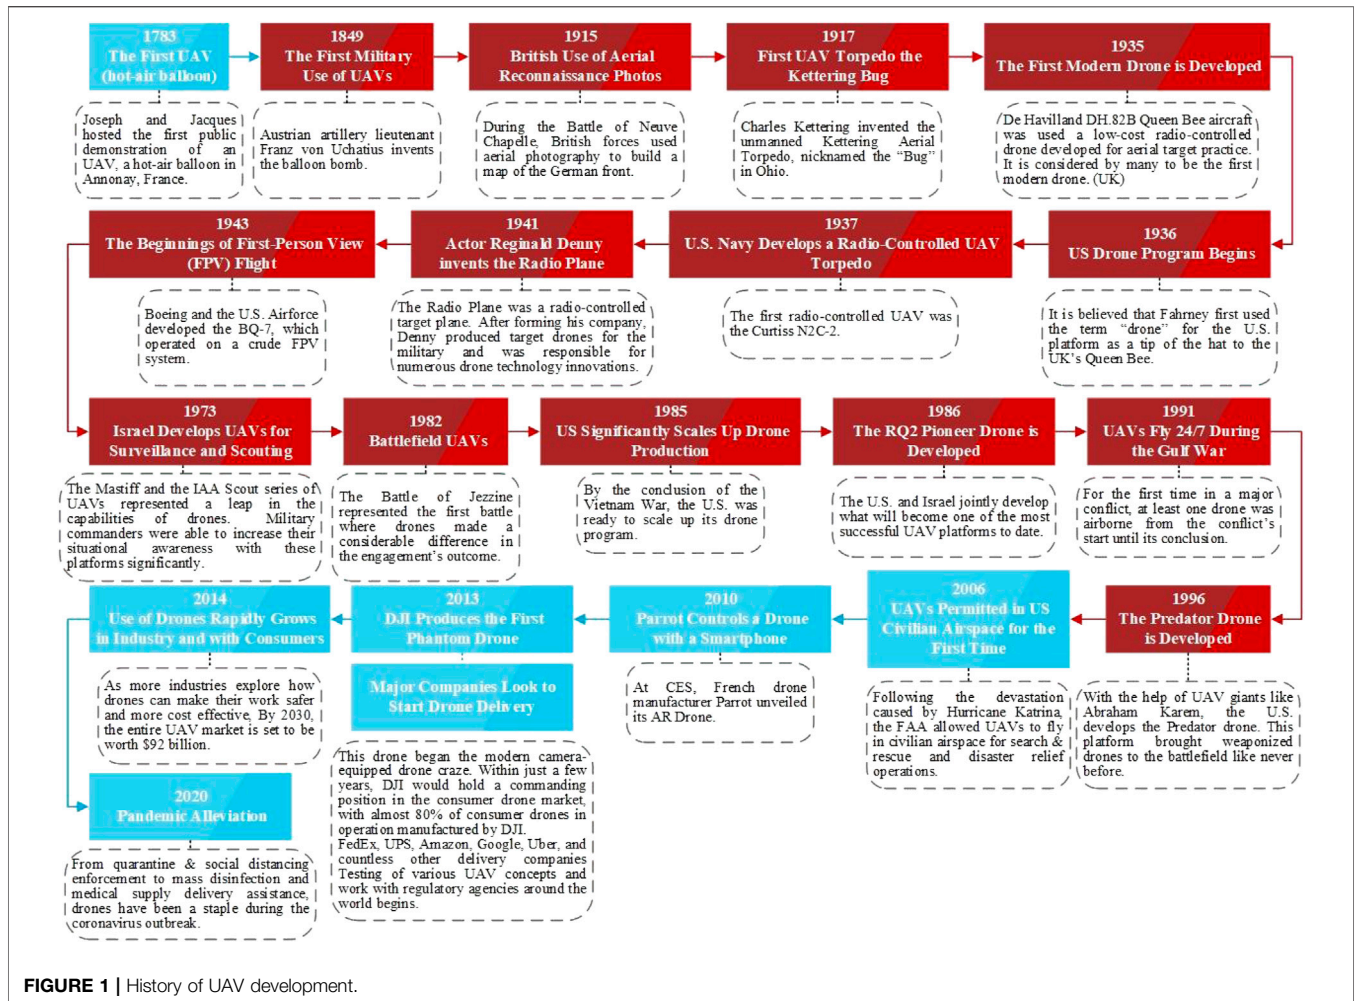 1783
The First UAV
(hot-air balloon)
Joseph and Jacques
hosted the first public
demonstration of an
UAV, a hot-air balloon in
Annonay, France.
1849
The First Military
Use of UAVs
Austrian artillery lieutenant
Franz von Uchatius invents
the balloon bomb.
1915
British Use of Aerial
Reconnaissance Photos
During the Battle of Neuve
Chapelle, British forces used
aerial photography to build a
map of the German front.
1917
First UAV Torpedo the
Kettering Bug
Charles Kettering invented the
unmanned Kettering Aerial
Torpedo, nicknamed the “Bug”
in Ohio.
1935
The First Modern Drone is Developed
De Havilland DH.82B Queen Bee aircraft
was used a low-cost radio-controlled
drone developed for aerial target practice.
It is considered by many to be the first
modern drone. (UK)
1936
US Drone Program Begins
It is believed that Fahrney first used
the term “drone” for the U.S.
platform as a tip of the hat to the
UK's Queen Bee.
1937
U.S. Navy Develops a Radio-Controlled UAV
Torpedo
The first radio-controlled UAV was
the Curtiss N2C-2.
1941
Actor Reginald Denny
invents the Radio Plane
The Radio Plane was a radio-controlled
target plane. After forming his company,
Denny produced target drones for the
military and was responsible for
numerous drone technology innovations.
1943
The Beginnings of First-Person View
(FPV) Flight
Boeing and the U.S. Airforce
developed the BQ-7, which
operated on a crude FPV
system.
1973
Israel Develops UAVs for
Surveillance and Scouting
The Mastiff and the IAA Scout series of
UAVs represented a leap in the
capabilities of drones. Military
commanders were able to increase their
situational awareness with these
platforms significantly.
1982
Battlefield UAVs
The Battle of Jezzine
represented the first battle
where drones made a
considerable difference in
the engagement's outcome.
1985
US Significantly Scales Up Drone
Production
By the conclusion of the
Vietnam War, the U.S. was
ready to scale up its drone
program.
1986
The RQ2 Pioneer Drone is
Developed
The U.S. and Israel jointly develop
what will become one of the most
successful UAV platforms to date.
1991
UAVs Fly 24/7 During
the Gulf War
For the first time in a major
conflict, at least one drone was
airborne from the conflict's
start until its conclusion.
1996
The Predator Drone
is Developed
With the help of UAV giants like
Abraham Karem, the U.S.
develops the Predator drone. This
platform brought weaponized
drones to the battlefield like never
before.
2006
UAVs Permitted in US
Civilian Airspace for the
First Time
Following the devastation
caused by Hurricane Katrina,
the FAA allowed UAVs to fly
in civilian airspace for search &
rescue and disaster relief
operations.
2010
Parrot Controls a Drone
with a Smartphone
At CES, French drone
manufacturer Parrot unveiled
its AR Drone.
2013
DJI Produces the First
Phantom Drone
Major Companies Look to
Start Drone Delivery
This drone began the modern camera-
equipped drone craze. Within just a few
years, DJI would hold a commanding
position in the consumer drone market,
with almost 80% of consumer drones in
operation manufactured by DJI.
FedEx, UPS, Amazon, Google, Uber, and
countless other delivery companies
Testing of various UAV concepts and
work with regulatory agencies around the
world begins.
2014
Use of Drones Rapidly Grows
in Industry and with Consumers
As more industries explore how
drones can make their work safer
and more cost effective, By 2030,
the entire UAV market is set to be
worth $92 billion.
2020
Pandemic Alleviation
From quarantine & social distancing
enforcement to mass disinfection and
medical supply delivery assistance,
drones have been a staple during the
coronavirus outbreak.
FIGURE 1 | History of UAV development.